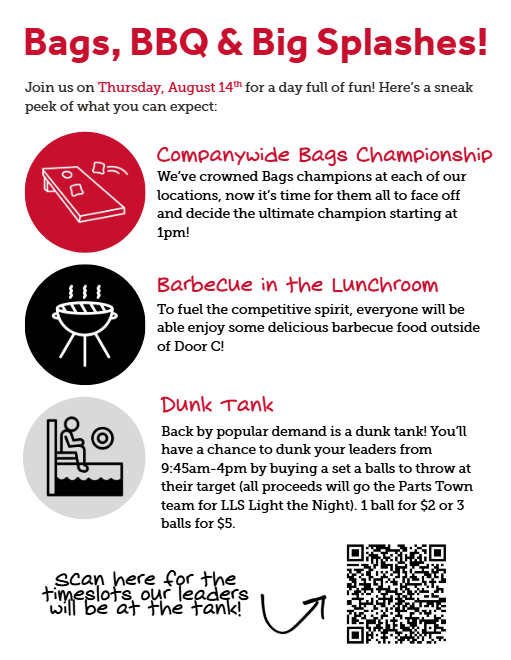 Bags, BBQ & Big Splashes!
Join us on Thursday, August 14th for a day full of fun! Here's a sneak
peek of what you can expect:
Companywide Bags Championship
We've crowned Bags champions at each of our
locations, now it's time for them all to face off
and decide the ultimate champion starting at
1pm!
Barbecue in the Lunchroom
To fuel the competitive spirit, everyone will be
able enjoy some delicious barbecue food outside
of Door C!
Dunk Tank
Back by popular demand is a dunk tank! You'll
have a chance to dunk your leaders from
9:45am-4pm by buying a set a balls to throw at
their target (all proceeds will go the Parts Town
team for LLS Light the Night). 1 ball for $2 or 3
balls for $5.
Scan here for the
timeslots our leaders
will be at the tank!